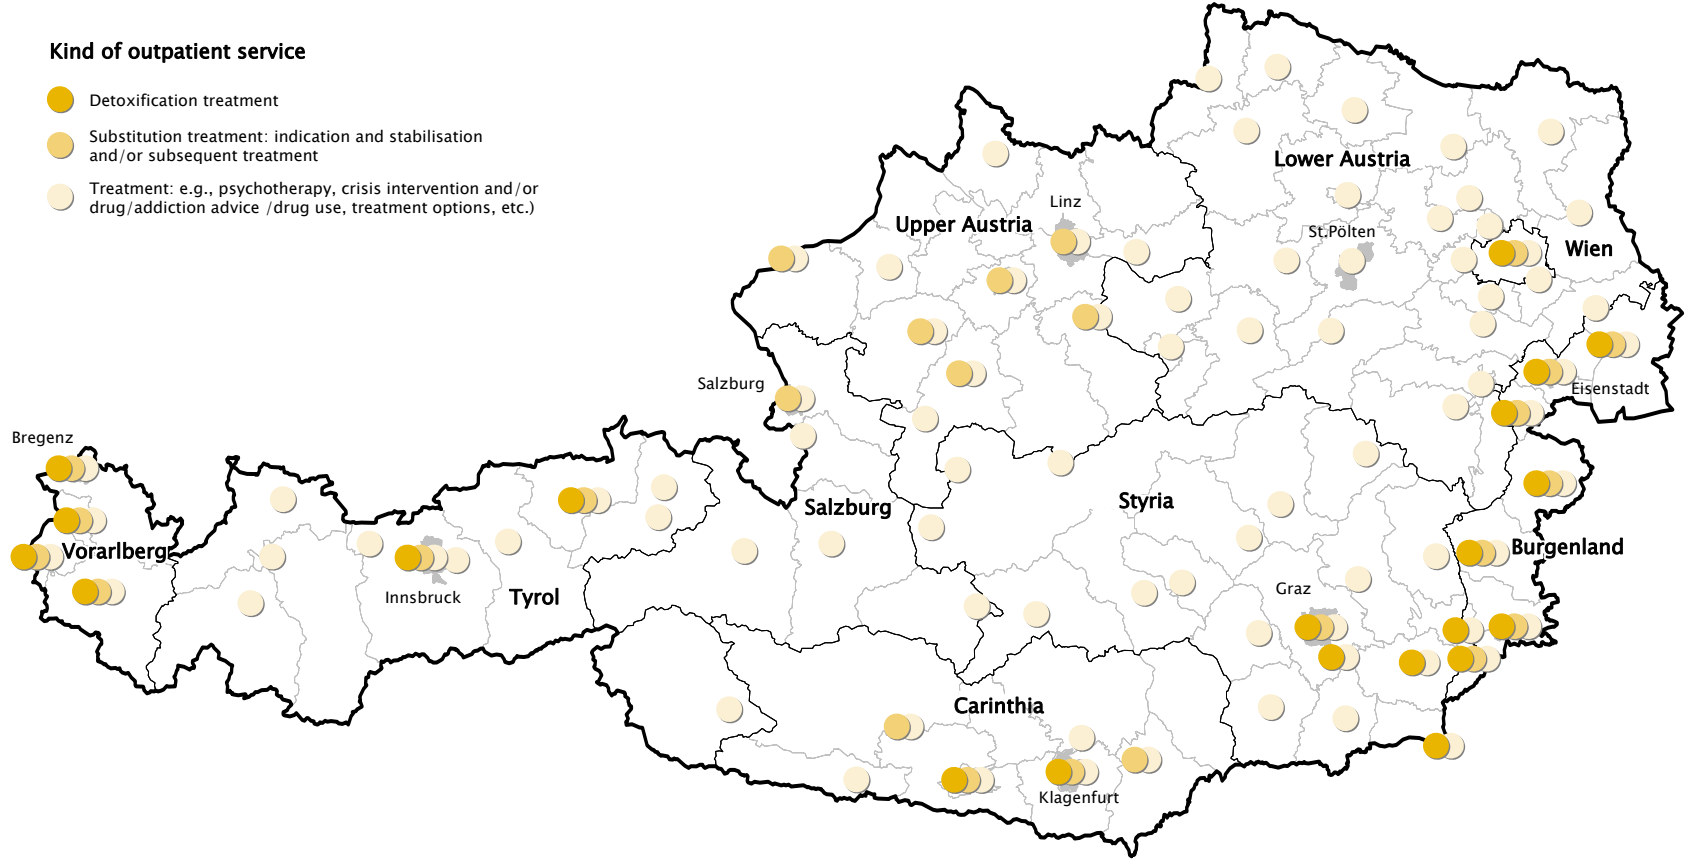 Kind of outpatient service
Detoxification treatment
Substitution treatment: indication and stabilisation
and/or subsequent treatment
Treatment: e.g., psychotherapy, crisis intervention and/or
drug/addiction advice /drug use, treatment options, etc.)
Lower Austria
Linz
Upper Austria
St.Pölten
Wien
Salzburg
Eisenstadt
Bregenz
Styria
Salzburg
Vorarlberg
Burgenland
Graz
Innsbruck
Tyrol
Carinthia
Klagenfurt